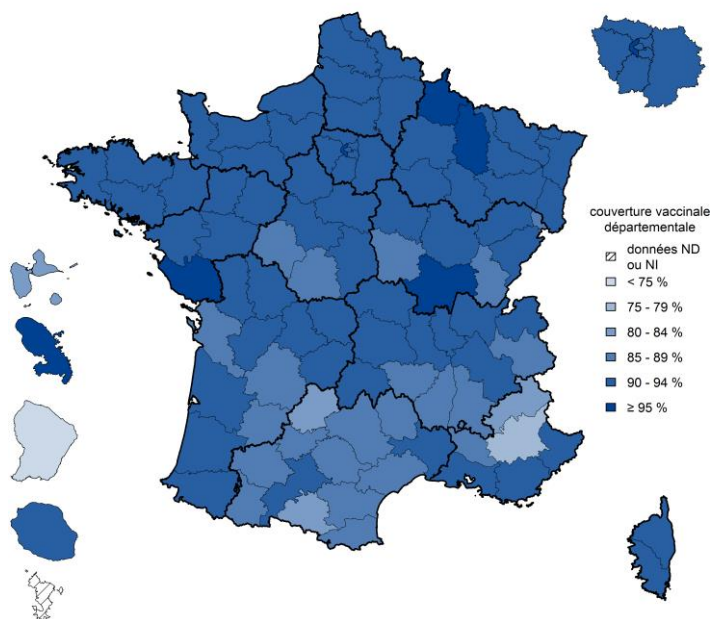 couverture vaccinale
départementale
données ND
ou NI
< 75 %
75 - 79 %
80 - 84 %
85 - 89 %
90 - 94 %
≥ 95 %